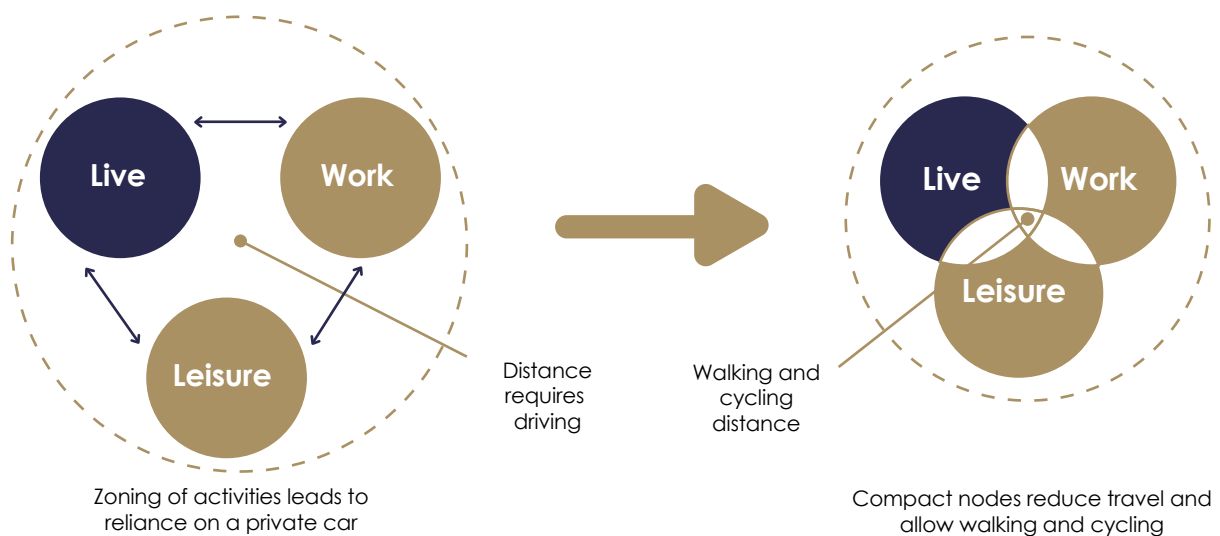 Live
Work
Leisure
Distance
requires
driving
Zoning of activities leads to
reliance on a private car
Live
Work
Leisure
Walking and
cycling
distance
Compact nodes reduce travel and
allow walking and cycling